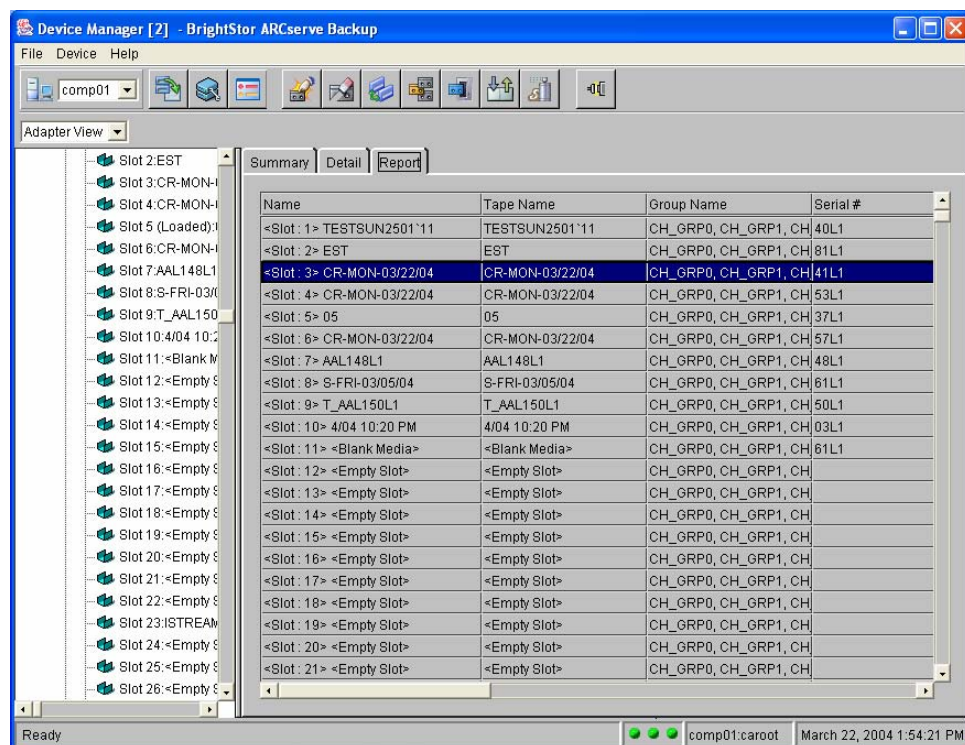 Device Manager [2] - BrightStor ARCserve Backup
File Device Help
comp01
Adapter View
Slot 2:EST
Slot 3:CR-MON-
Slot 4:CR-MON-
Slot 5 (Loaded):
Slot 6:CR-MON-
Slot 7:AAL148L1
Slot 8:S-FRI-03/
Slot 9:T_AAL150
Slot 10:4/04 10:2
Slot 11:<Blank M
Slot 12:<Empty S
Slot 13:<Empty S
Slot 14:<Empty S
Slot 15:<Empty S
Slot 16:<Empty S
Slot 17:<Empty S
Slot 18:<Empty S
Slot 19:<Empty S
Slot 20:<Empty S
Slot 21:<Empty S
Slot 22:<Empty S
Slot 23:ISTREAM
Slot 24:<Empty S
Slot 25:<Empty S
Slot 26:<Empty S
Summary Detail Report
Name Tape Name Group Name Serial #
<Slot : 1> TESTSUN2501`11 TESTSUN2501`11 CH_GRP0, CH_GRP1, CH 40L1
<Slot : 2> EST EST CH_GRP0, CH_GRP1, CH 81L1
<Slot : 3> CR-MON-03/22/04 CR-MON-03/22/04 CH_GRP0, CH_GRP1, CH 41L1
<Slot : 4> CR-MON-03/22/04 CR-MON-03/22/04 CH_GRP0, CH_GRP1, CH 53L1
<Slot : 5> 05 05 CH_GRP0, CH_GRP1, CH 37L1
<Slot : 6> CR-MON-03/22/04 CR-MON-03/22/04 CH_GRP0, CH_GRP1, CH 57L1
<Slot : 7> AAL148L1 AAL148L1 CH_GRP0, CH_GRP1, CH 48L1
<Slot : 8> S-FRI-03/05/04 S-FRI-03/05/04 CH_GRP0, CH_GRP1, CH 61L1
<Slot : 9> T_AAL150L1 T_AAL150L1 CH_GRP0, CH_GRP1, CH 50L1
<Slot : 10> 4/04 10:20 PM 4/04 10:20 PM CH_GRP0, CH_GRP1, CH 03L1
<Slot : 11> <Blank Media> <Blank Media> CH_GRP0, CH_GRP1, CH 61L1
<Slot : 12> <Empty Slot> <Empty Slot> CH_GRP0, CH_GRP1, CH
<Slot : 13> <Empty Slot> <Empty Slot> CH_GRP0, CH_GRP1, CH
<Slot : 14> <Empty Slot> <Empty Slot> CH_GRP0, CH_GRP1, CH
<Slot : 15> <Empty Slot> <Empty Slot> CH_GRP0, CH_GRP1, CH
<Slot : 16> <Empty Slot> <Empty Slot> CH_GRP0, CH_GRP1, CH
<Slot : 17> <Empty Slot> <Empty Slot> CH_GRP0, CH_GRP1, CH
<Slot : 18> <Empty Slot> <Empty Slot> CH_GRP0, CH_GRP1, CH
<Slot : 19> <Empty Slot> <Empty Slot> CH_GRP0, CH_GRP1, CH
<Slot : 20> <Empty Slot> <Empty Slot> CH_GRP0, CH_GRP1, CH
<Slot : 21> <Empty Slot> <Empty Slot> CH_GRP0, CH_GRP1, CH
Ready comp01:caroot March 22, 2004 1:54:21 PM